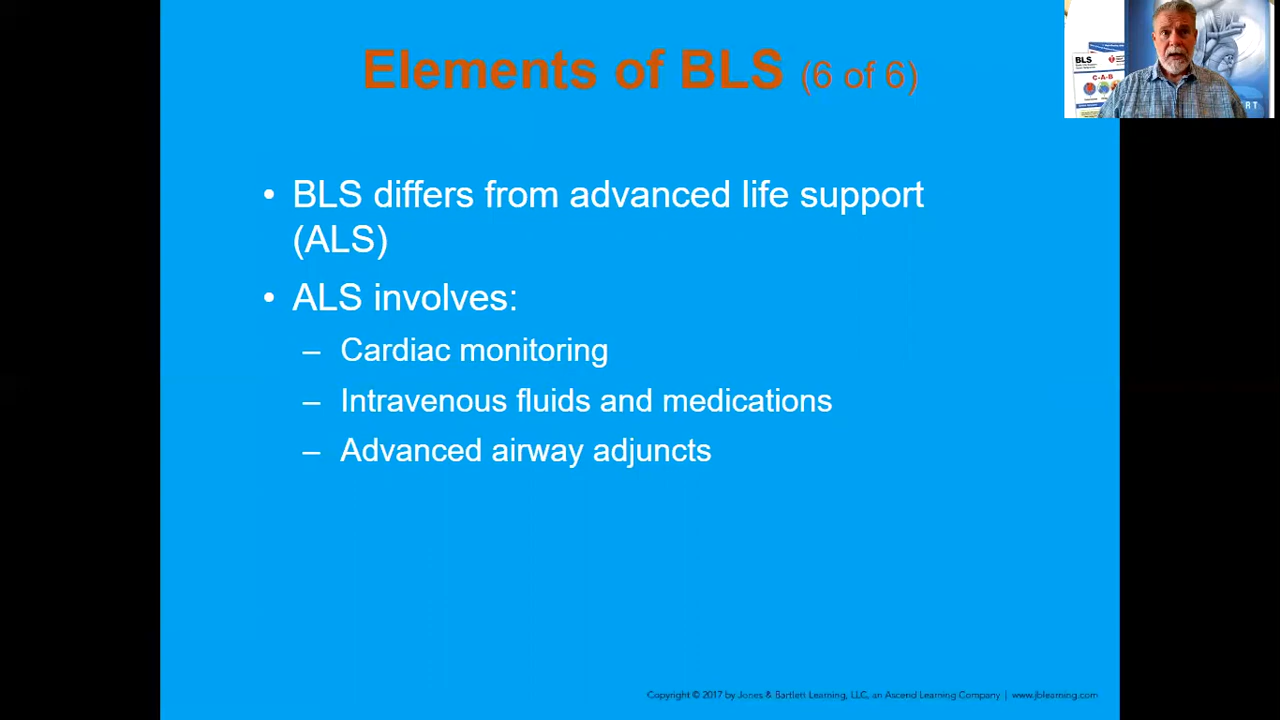 Elements of BLS (6 of 6)
BLS
C-A-B
RT
• BLS differs from advanced life support
(ALS)
• ALS involves:
– Cardiac monitoring
– Intravenous fluids and medications
– Advanced airway adjuncts
Copyright © 2017 by Jones & Bartlett Learning, LLC, an Ascend Learning Company | www.jblearning.com